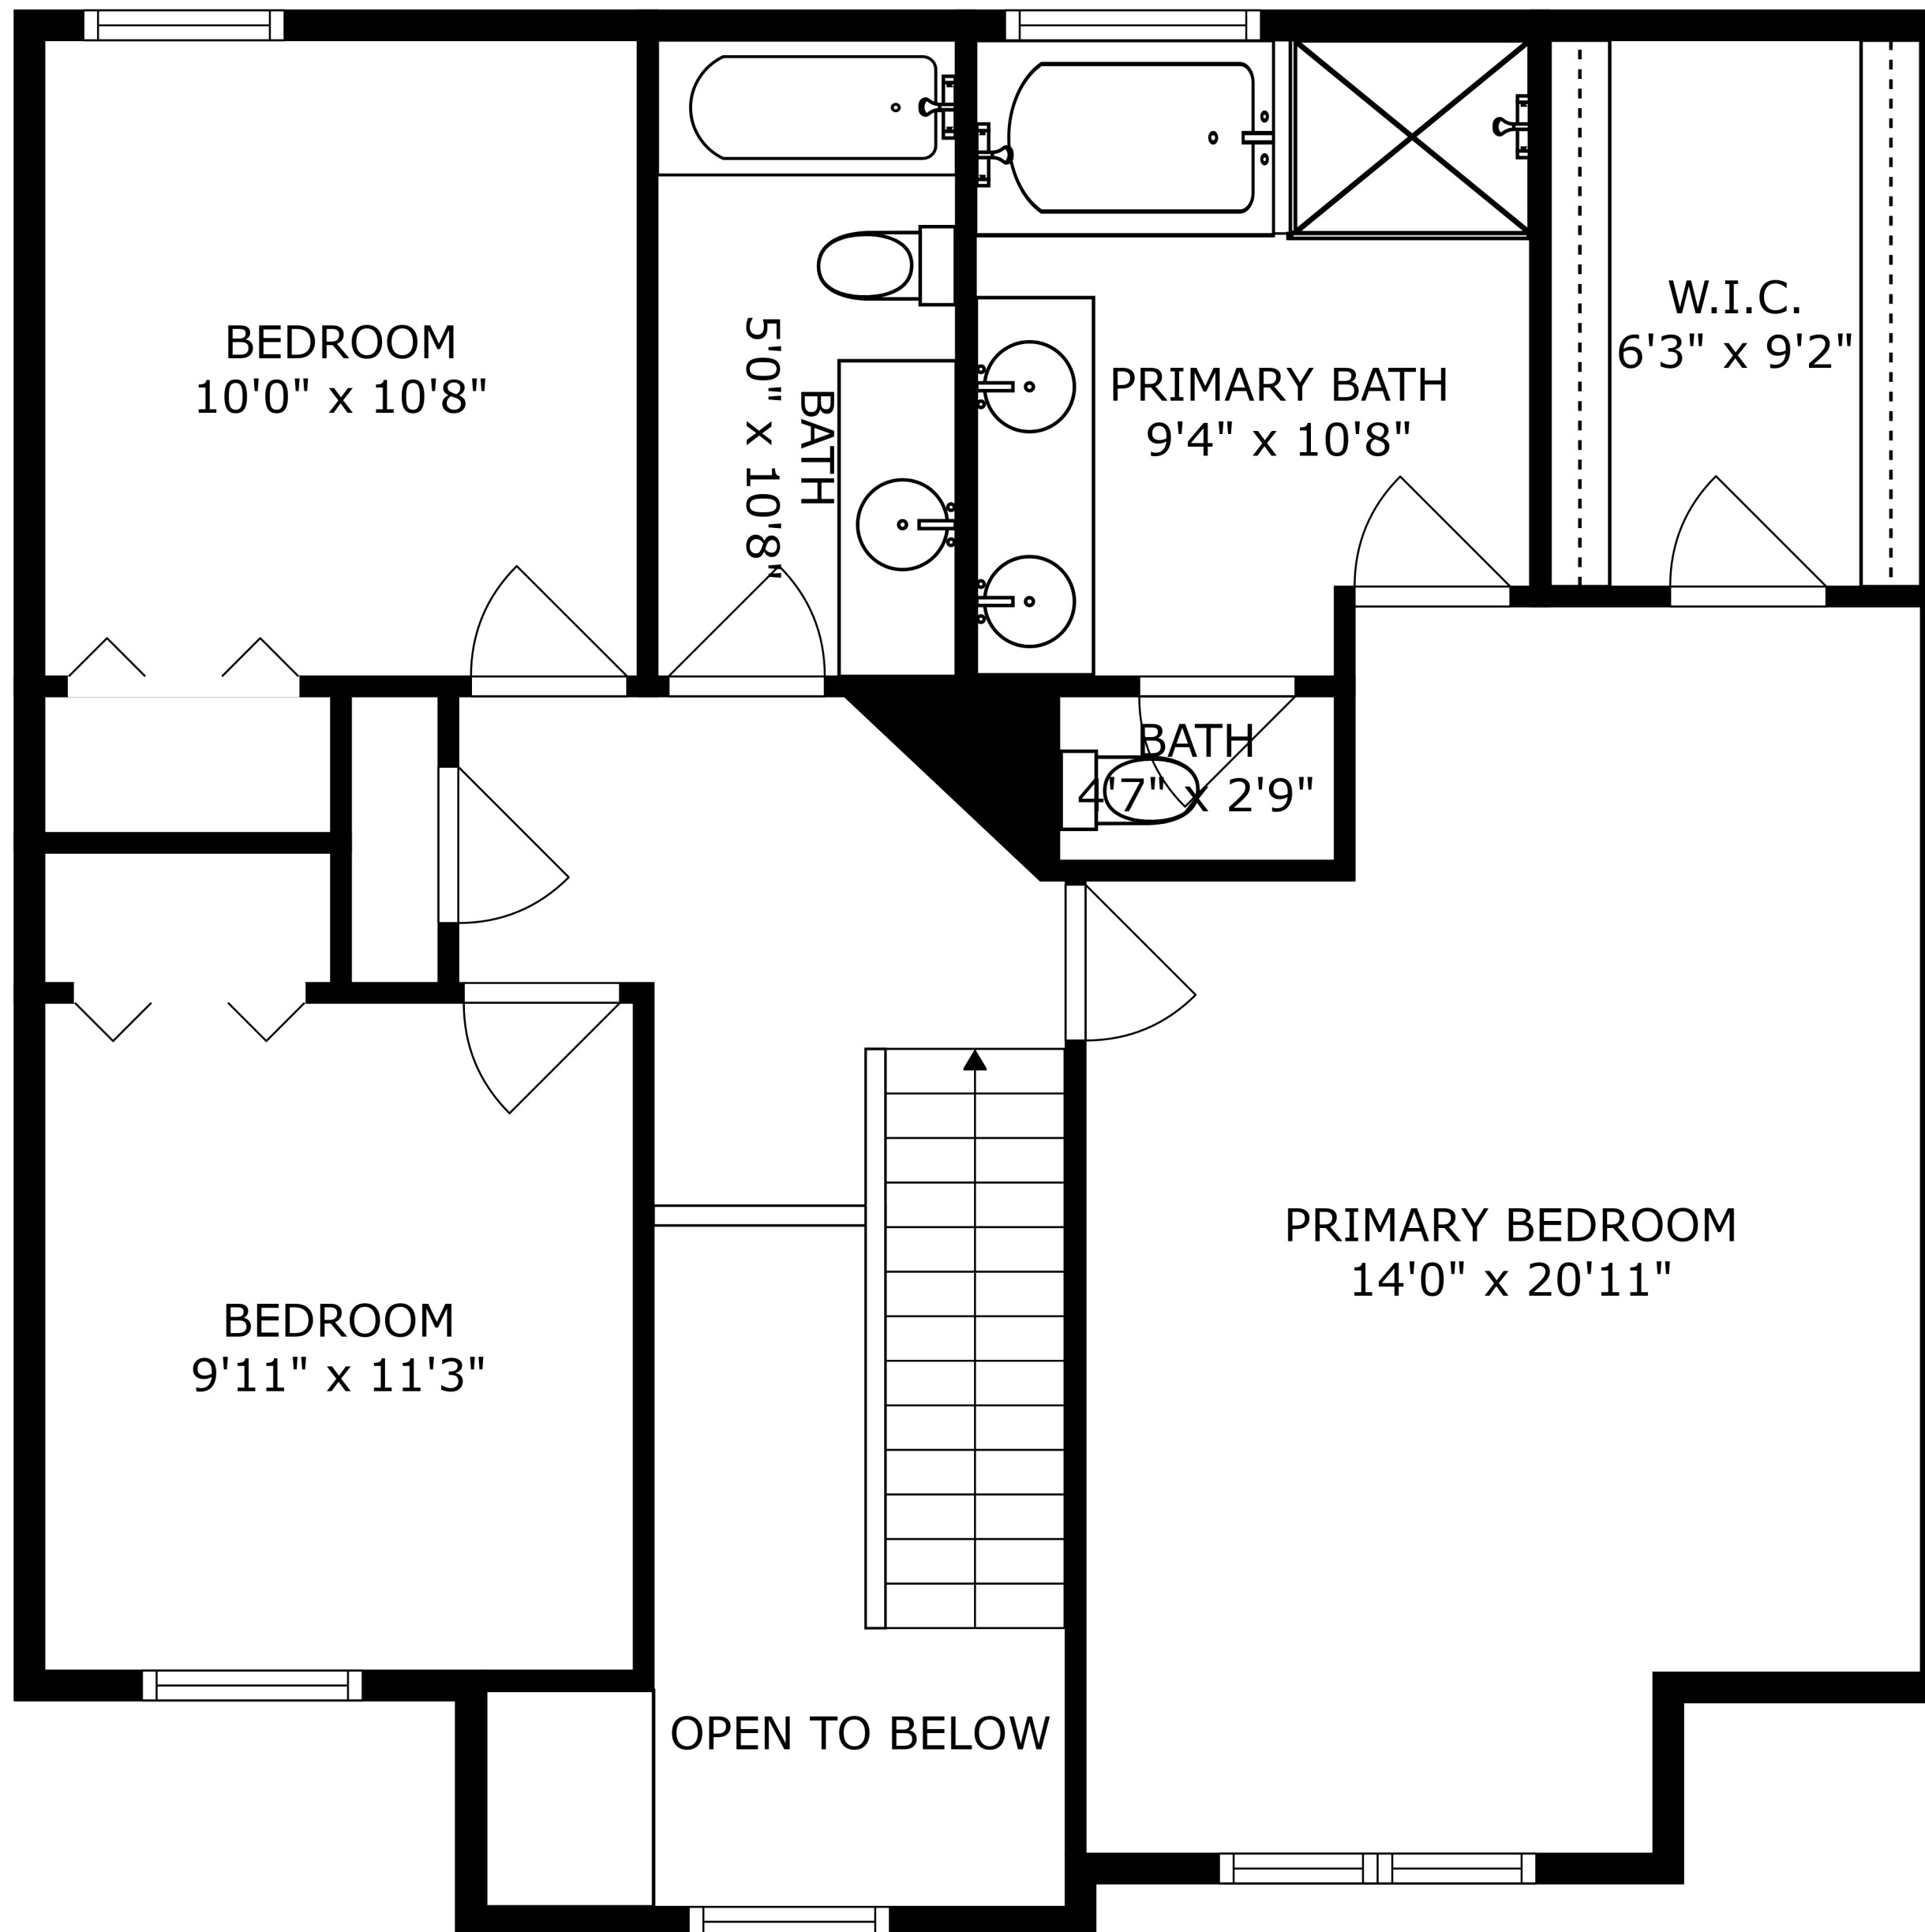 BEDROOM
10'0" x 10'8"
BATH
5'0" x 10'8"
PRIMARY BATH
9'4" x 10'8"
W.I.C.
6'3" x 9'2"
BATH
4'7" x 2'9"
PRIMARY BEDROOM
14'0" x 20'11"
BEDROOM
9'11" x 11'3"
OPEN TO BELOW